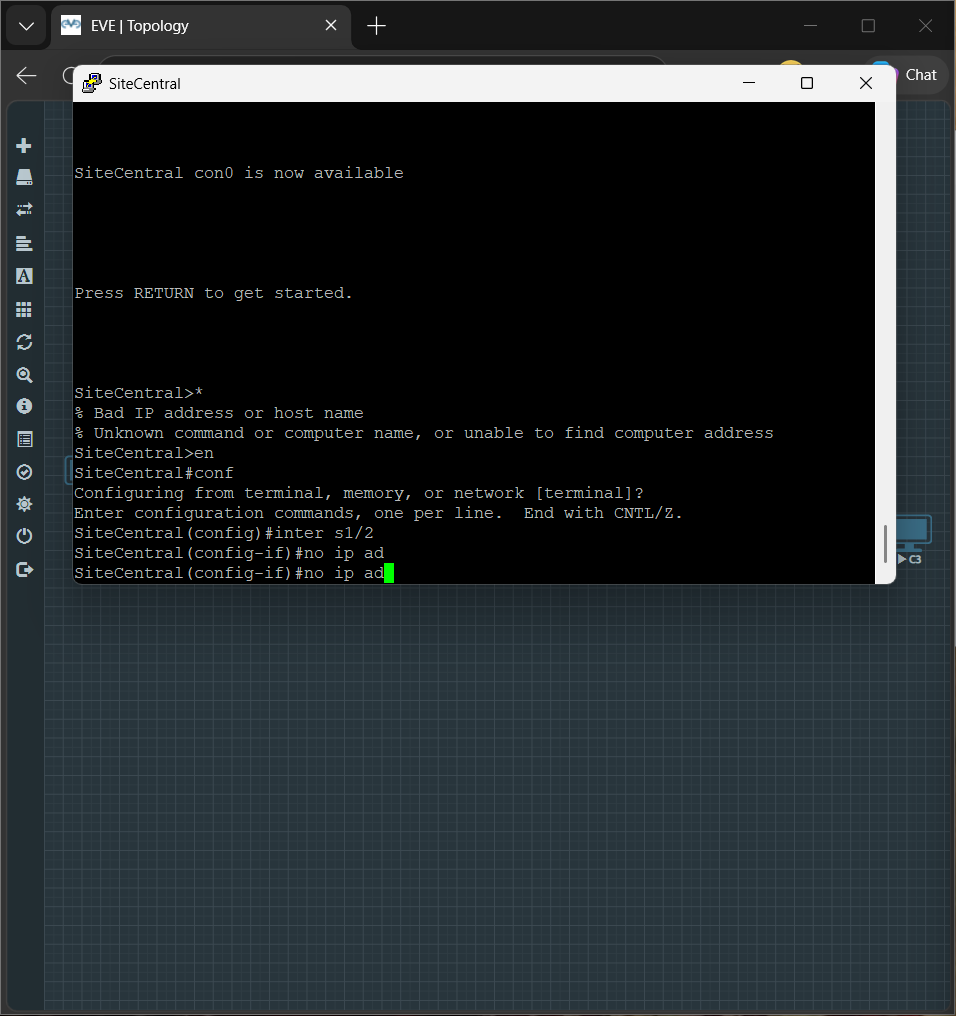 EVE | Topology
Chat
SiteCentral
SiteCentral con0 is now available
Press RETURN to get started.
SiteCentral>*
% Bad IP address or host name
% Unknown command or computer name, or unable to find computer address
SiteCentral>en
SiteCentral#conf
Configuring from terminal, memory, or network [terminal]?
Enter configuration commands, one per line.  End with CNTL/Z.
SiteCentral(config)#inter s1/2
SiteCentral(config-if)#no ip ad
SiteCentral(config-if)#no ip ad
C3